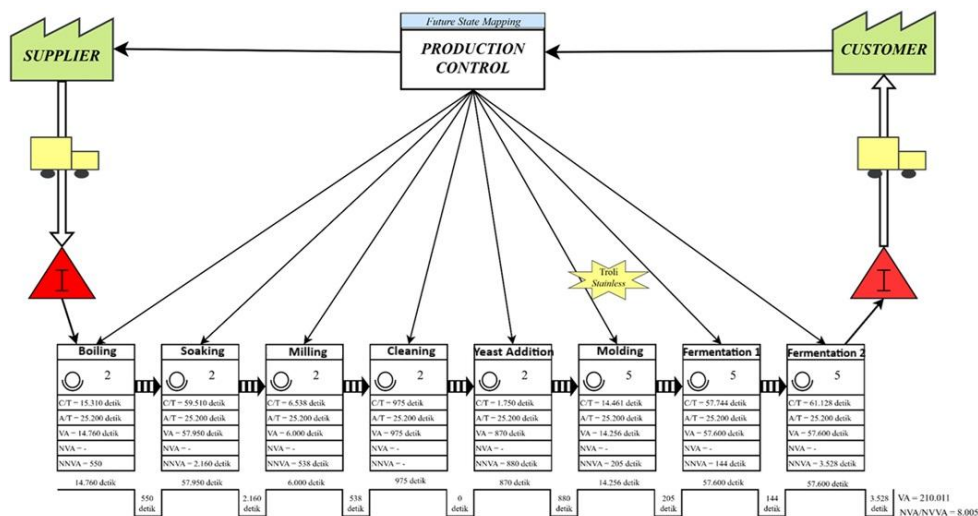 Future State Mapping
PRODUCTION
CONTROL
SUPPLIER
CUSTOMER
I
I
Troli
Stainless
Boiling
2
C/T = 15.310 detik
A/T = 25.200 detik
VA = 14.760 detik
NVA = -
NNVA = 550
Soaking
2
C/T = 59.510 detik
A/T = 25.200 detik
VA = 57.950 detik
NVA = -
NNVA = 2.160 detik
Milling
2
C/T = 6.538 detik
A/T = 25.200 detik
VA = 6.000 detik
NVA = -
NNVA = 538 detik
Cleaning
2
C/T = 975 detik
A/T = 25.200 detik
VA = 975 detik
NVA = -
NNVA = -
Yeast Addition
2
C/T = 1.750 detik
A/T = 25.200 detik
VA = 870 detik
NVA = -
NNVA = 880 detik
Molding
5
C/T = 14.461 detik
A/T = 25.200 detik
VA = 14.256 detik
NVA = -
NNVA = 205 detik
Fermentation 1
5
C/T = 57.744 detik
A/T = 25.200 detik
VA = 57.600 detik
NVA = -
NNVA = 144 detik
Fermentation 2
5
C/T = 61.128 detik
A/T = 25.200 detik
VA = 57.600 detik
NVA = -
NNVA = 3.528 detik
14.760 detik
57.950 detik
6.000 detik
975 detik
870 detik
14.256 detik
57.600 detik
57.600 detik
550
detik
2.160
detik
538
detik
0
detik
880
detik
205
detik
144
detik
3.528
detik
VA = 210.011
NVA/NVVA = 8.005